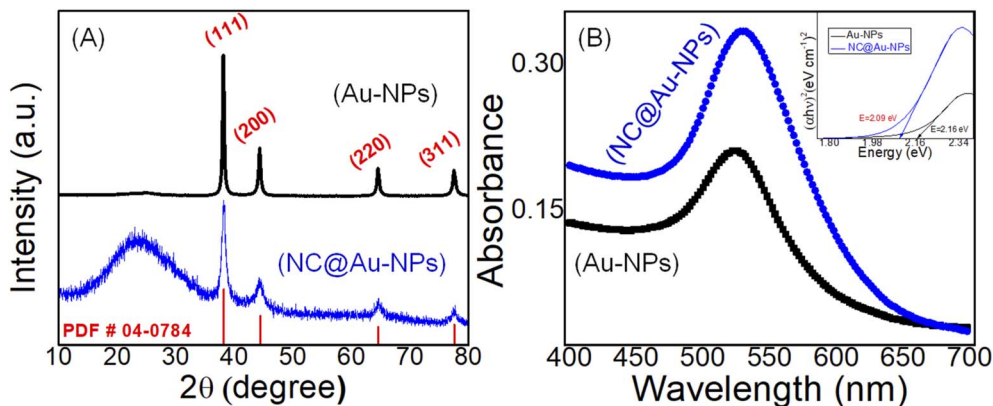 (A)
(111)
(Au-NPs)
(200)
(220)
(311)
(NC@Au-NPs)
PDF # 04-0784
10 20 30 40 50 60 70 80
2θ (degree)
Intensity (a.u.)
(B)
(NC@Au-NPs)
(Au-NPs)
0.30
0.15
Absorbance
400 450 500 550 600 650 700
Wavelength (nm)
Au-NPs
NC@Au-NPs
(αhν)²(eV cm⁻¹)²
E=2.09 eV
E=2.16 eV
1.80 1.98 2.16 2.34
Energy (eV)